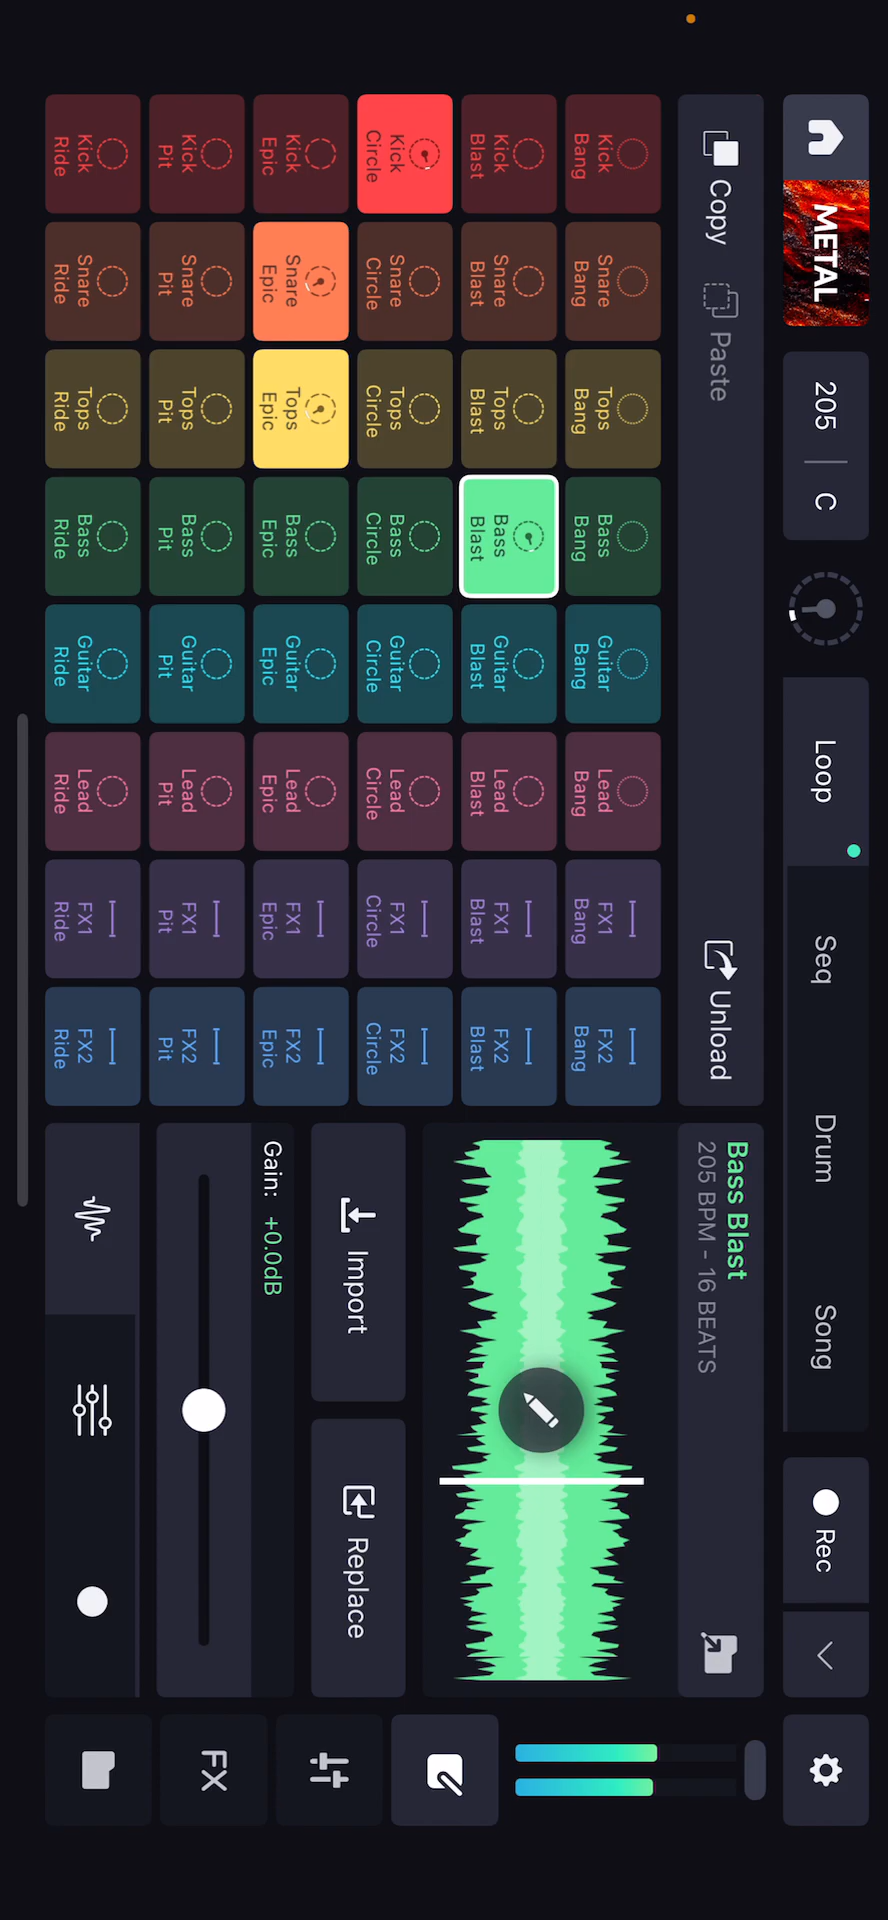 METAL
205
C
Loop
Seq
Drum
Song
Rec
Copy
Paste
Unload
Bass Blast
205 BPM - 16 BEATS
Kick
Bang
Snare
Bang
Tops
Bang
Bass
Bang
Guitar
Bang
Lead
Bang
FX1
Bang
FX2
Bang
Kick
Blast
Snare
Blast
Tops
Blast
Bass
Blast
Guitar
Blast
Lead
Blast
FX1
Blast
FX2
Blast
Kick
Circle
Snare
Circle
Tops
Circle
Bass
Circle
Guitar
Circle
Lead
Circle
FX1
Circle
FX2
Circle
Import
Replace
Kick
Epic
Snare
Epic
Tops
Epic
Bass
Epic
Guitar
Epic
Lead
Epic
FX1
Epic
FX2
Epic
Gain: +0.0dB
Kick
Pit
Snare
Pit
Tops
Pit
Bass
Pit
Guitar
Pit
Lead
Pit
FX1
Pit
FX2
Pit
FX
Kick
Ride
Snare
Ride
Tops
Ride
Bass
Ride
Guitar
Ride
Lead
Ride
FX1
Ride
FX2
Ride